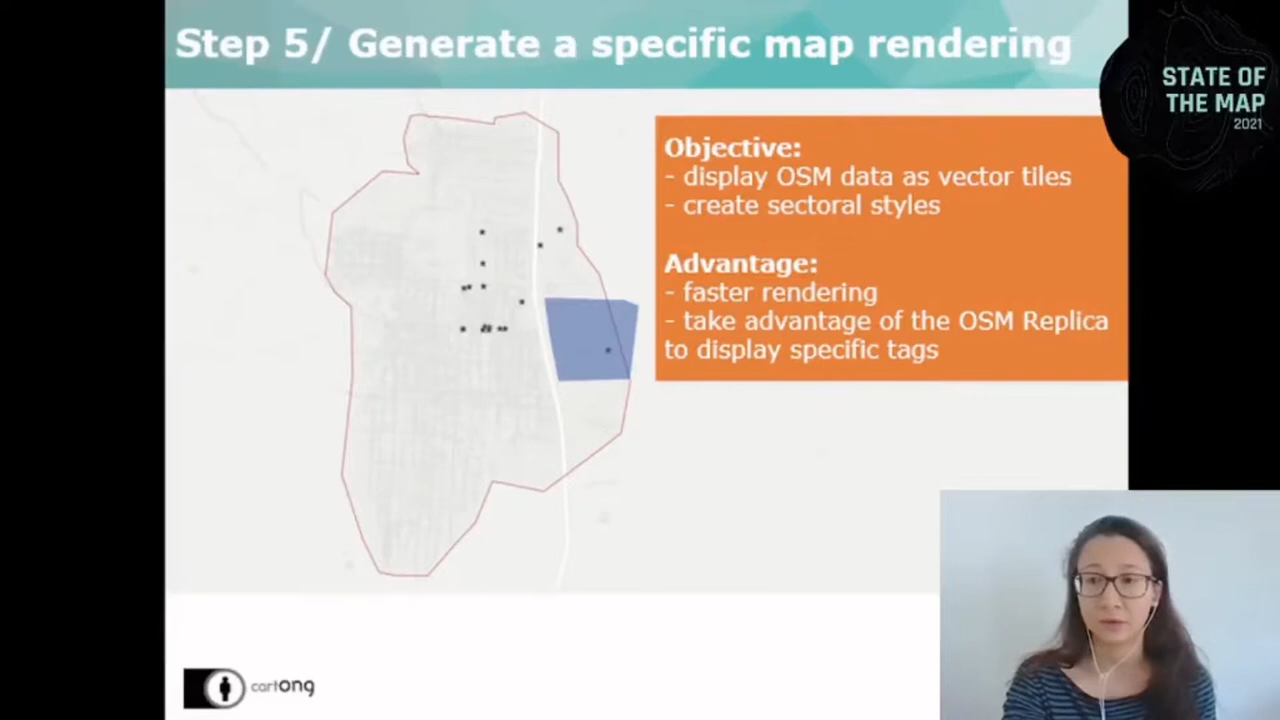 Step 5/ Generate a specific map rendering
STATE OF
THE MAP
2021
Objective:
- display OSM data as vector tiles
- create sectoral styles
Advantage:
- faster rendering
- take advantage of the OSM Replica
to display specific tags
cartONG